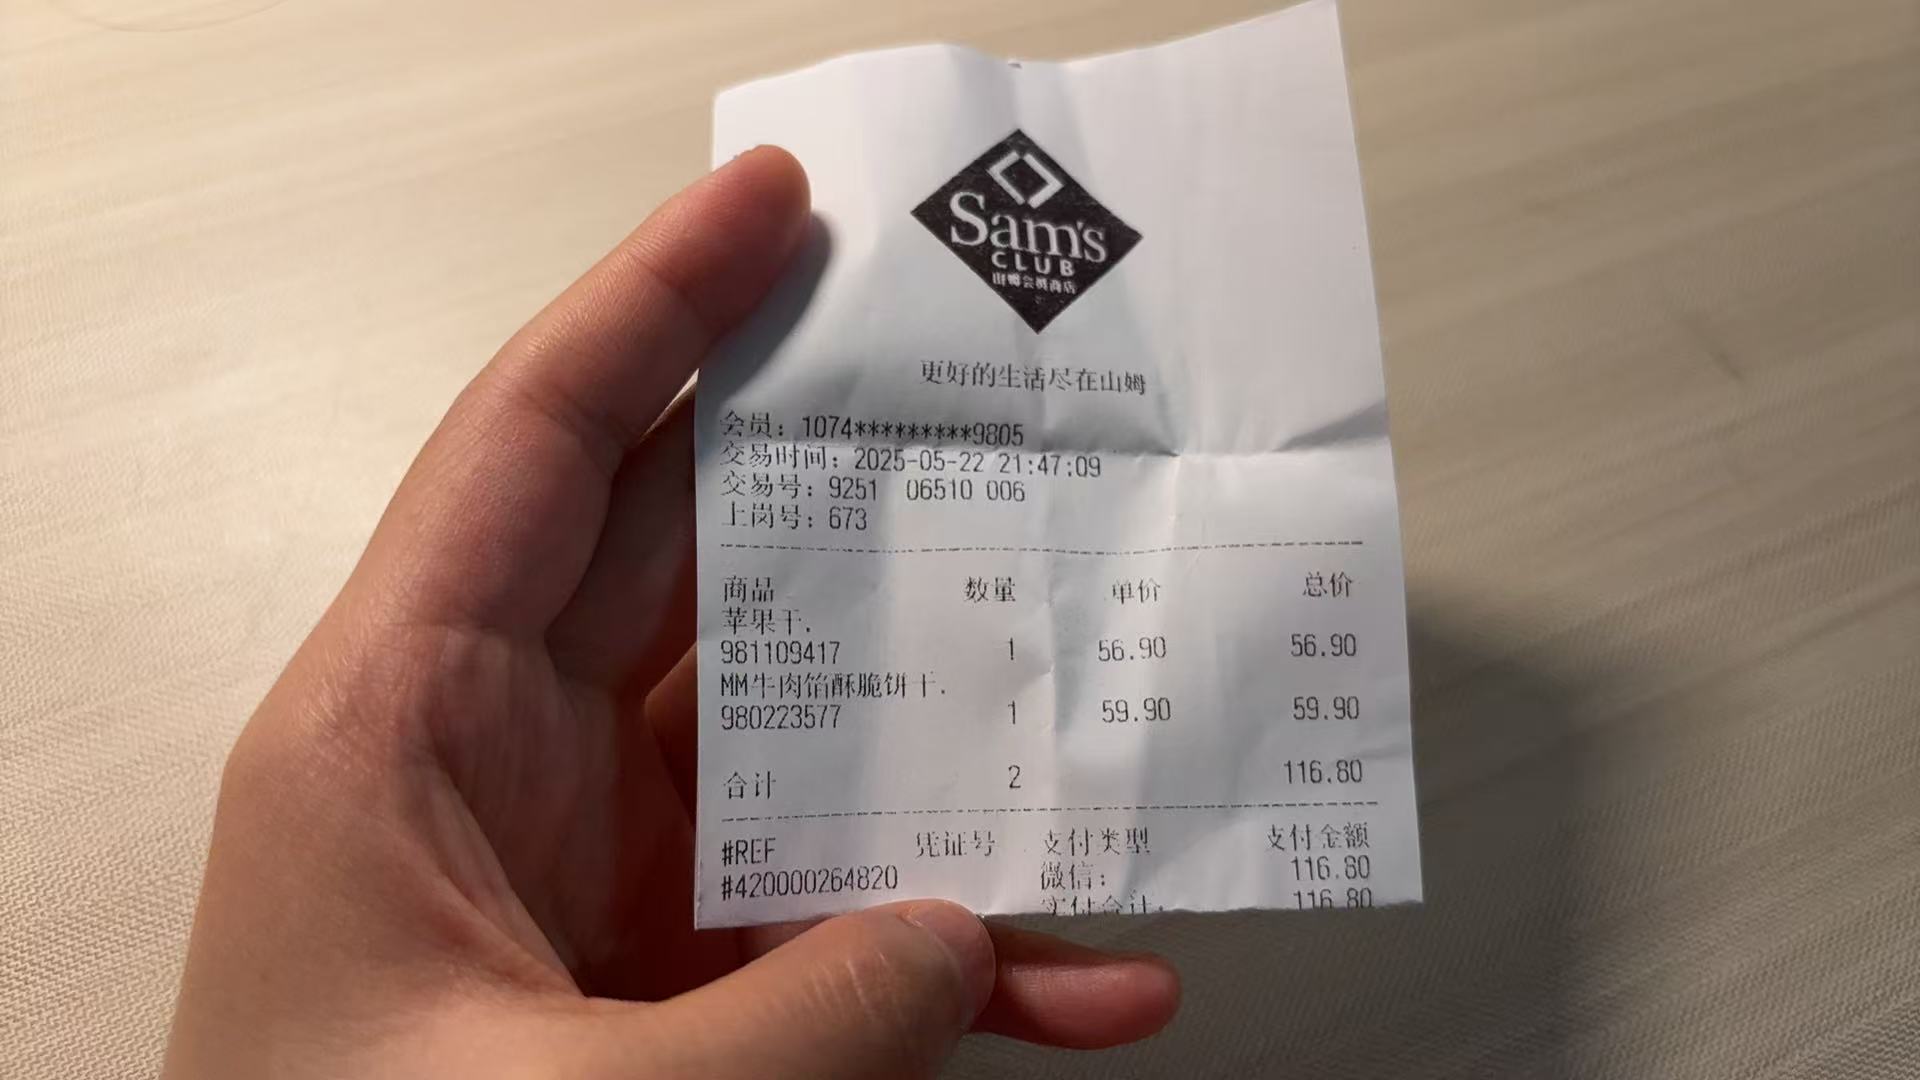 Sam's
CLUB
山姆会员商店
更好的生活尽在山姆
会员：1074*********9805
交易时间：2025-05-22 21:47:09
交易号：9251 06510 006
上岗号：673
商品 数量 单价 总价
苹果干.
981109417 1 56.90 56.90
MM牛肉馅酥脆饼干.
980223577 1 59.90 59.90
合计 2 116.80
#REF 凭证号 支付类型 支付金额
#420000264820 微信： 116.80
实付合计： 116.80